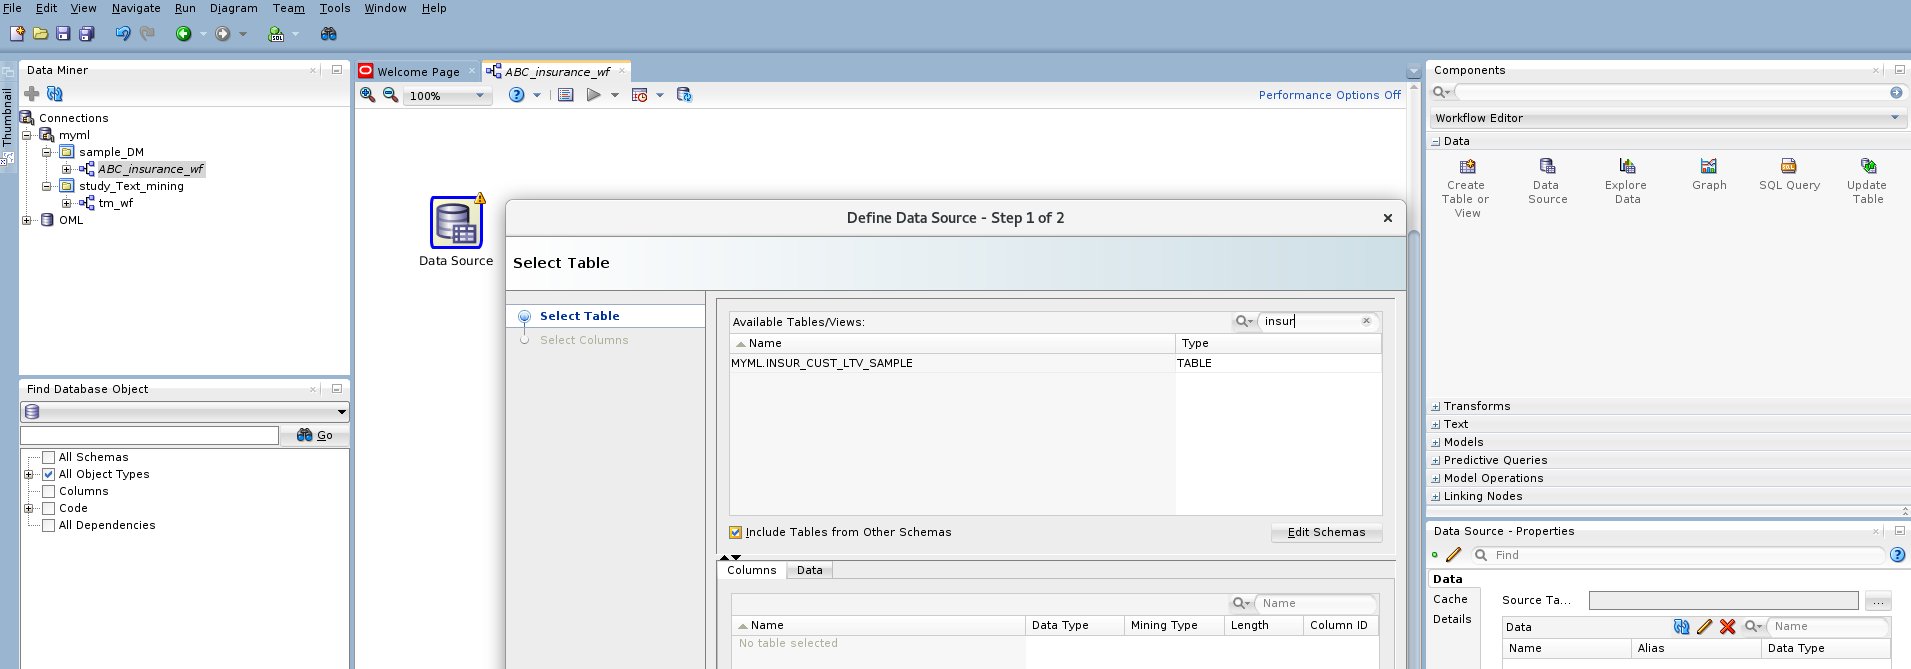 File Edit View Navigate Run Diagram Team Tools Window Help
Thumbnail
Data Miner
Connections
myml
sample_DM
ABC_insurance_wf
study_Text_mining
tm_wf
OML
Find Database Object
Go
All Schemas
All Object Types
Columns
Code
All Dependencies
Welcome Page
ABC_insurance_wf
100%
Performance Options Off
Data Source
Define Data Source - Step 1 of 2
Select Table
Select Table
Select Columns
Available Tables/Views:
insur
Name Type
MYML.INSUR_CUST_LTV_SAMPLE TABLE
Include Tables from Other Schemas
Edit Schemas
Columns Data
Name
Name Data Type Mining Type Length Column ID
No table selected
Components
Workflow Editor
Data
Create Table or View
Data Source
Explore Data
Graph
SQL Query
Update Table
Transforms
Text
Models
Predictive Queries
Model Operations
Linking Nodes
Data Source - Properties
Find
Data
Cache
Details
Source Ta... ...
Data
Name
Name Alias Data Type